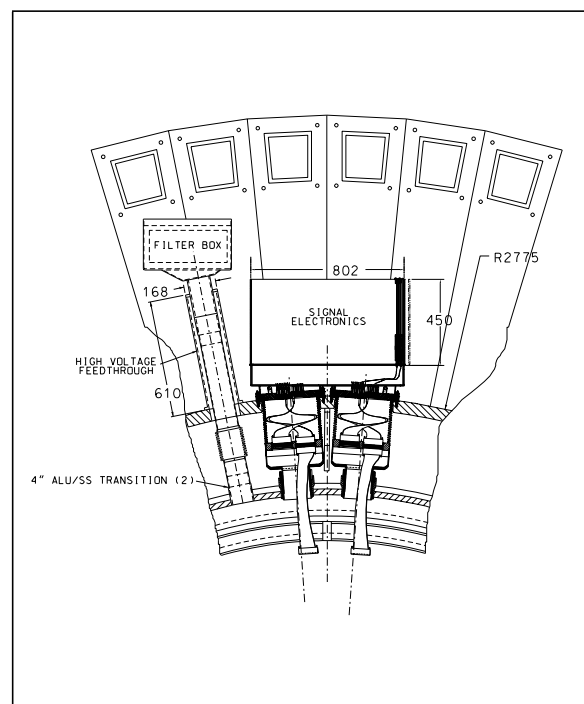 FILTER BOX
802
R2775
168
SIGNAL
ELECTRONICS
450
HIGH VOLTAGE
FEEDTHROUGH
610
4" ALU/SS TRANSITION (2)